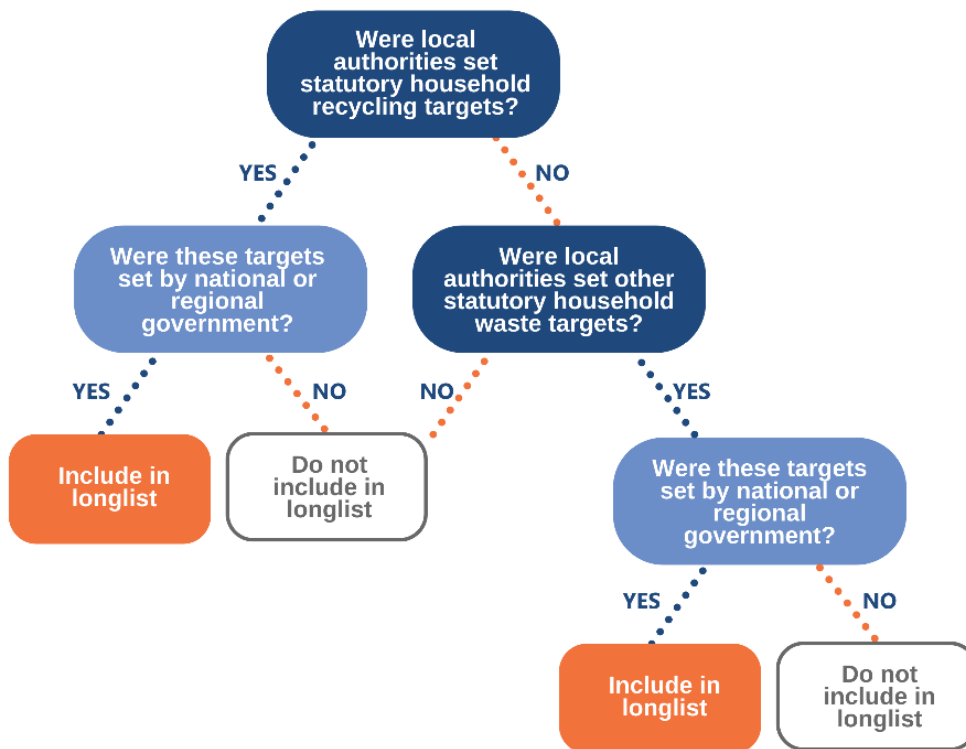 Were local
authorities set
statutory household
recycling targets?
YES
NO
Were these targets
set by national or
regional
government?
Were local
authorities set other
statutory household
waste targets?
YES
NO
NO
YES
Include in
longlist
Do not
include in
longlist
Were these targets
set by national or
regional
government?
YES
NO
Include in
longlist
Do not
include in
longlist